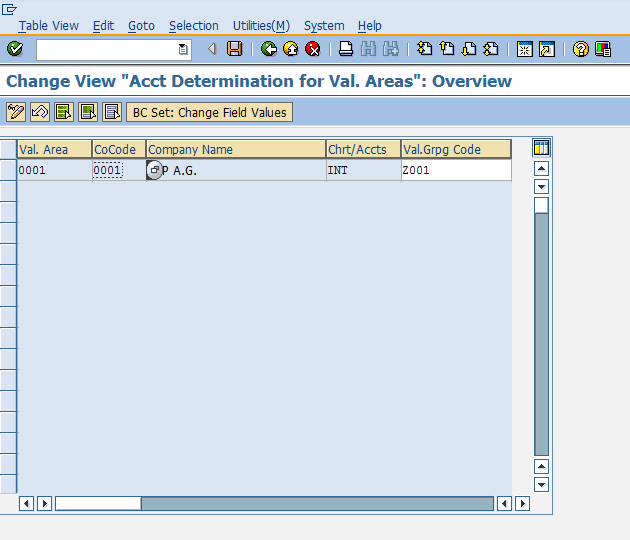 Table View Edit Goto Selection Utilities(M) System Help
Change View "Acct Determination for Val. Areas": Overview
BC Set: Change Field Values
Val. Area CoCode Company Name Chrt/Accts Val.Grpg Code
0001 0001 P A.G. INT Z001